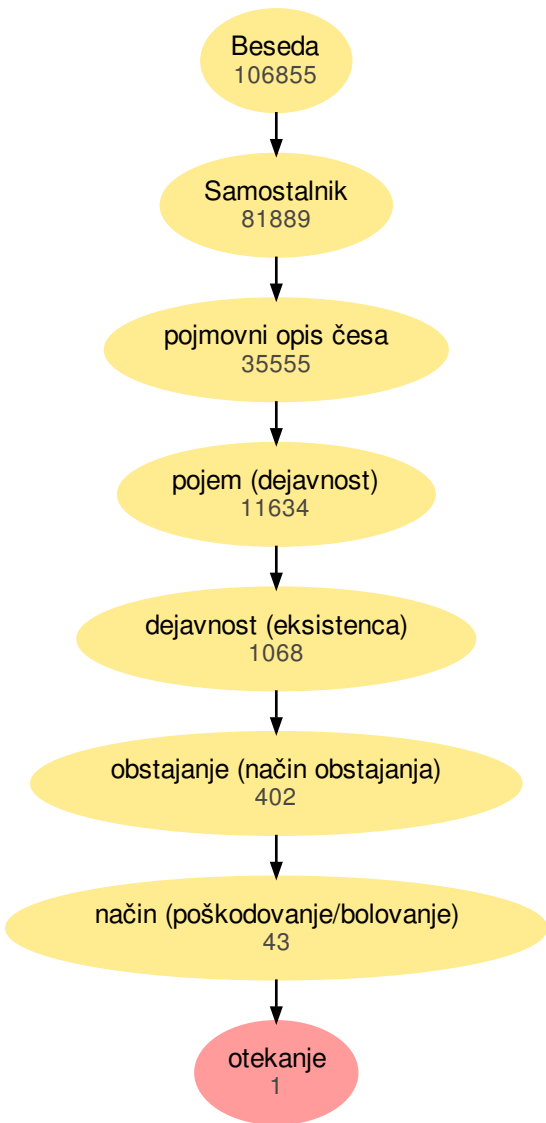 Beseda
106855
Samostalnik
81889
pojmovni opis česa
35555
pojem (dejavnost)
11634
dejavnost (eksistenca)
1068
obstajanje (način obstajanja)
402
način (poškodovanje/bolovanje)
43
otekanje
1